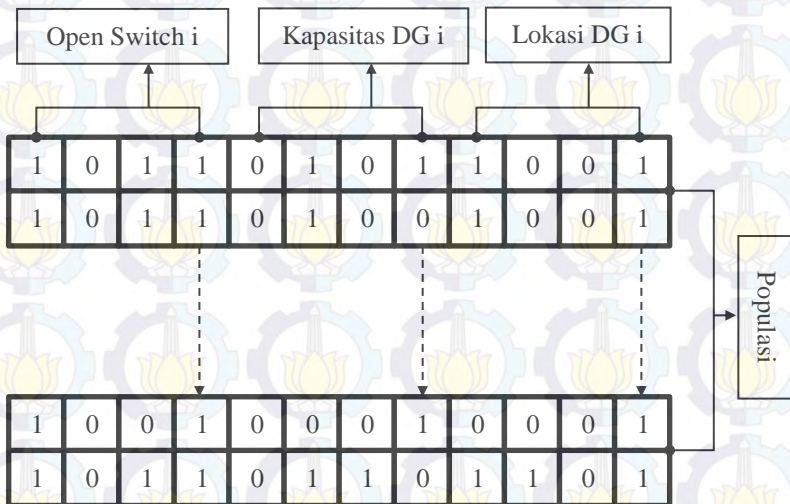 Open Switch i Kapasitas DG i Lokasi DG i
1 0 1 1 0 1 0 1 1 0 0 1
1 0 1 1 0 1 0 0 1 0 0 1
Populasi
1 0 0 1 0 0 0 1 0 0 0 1
1 0 1 1 0 1 1 0 1 1 0 1